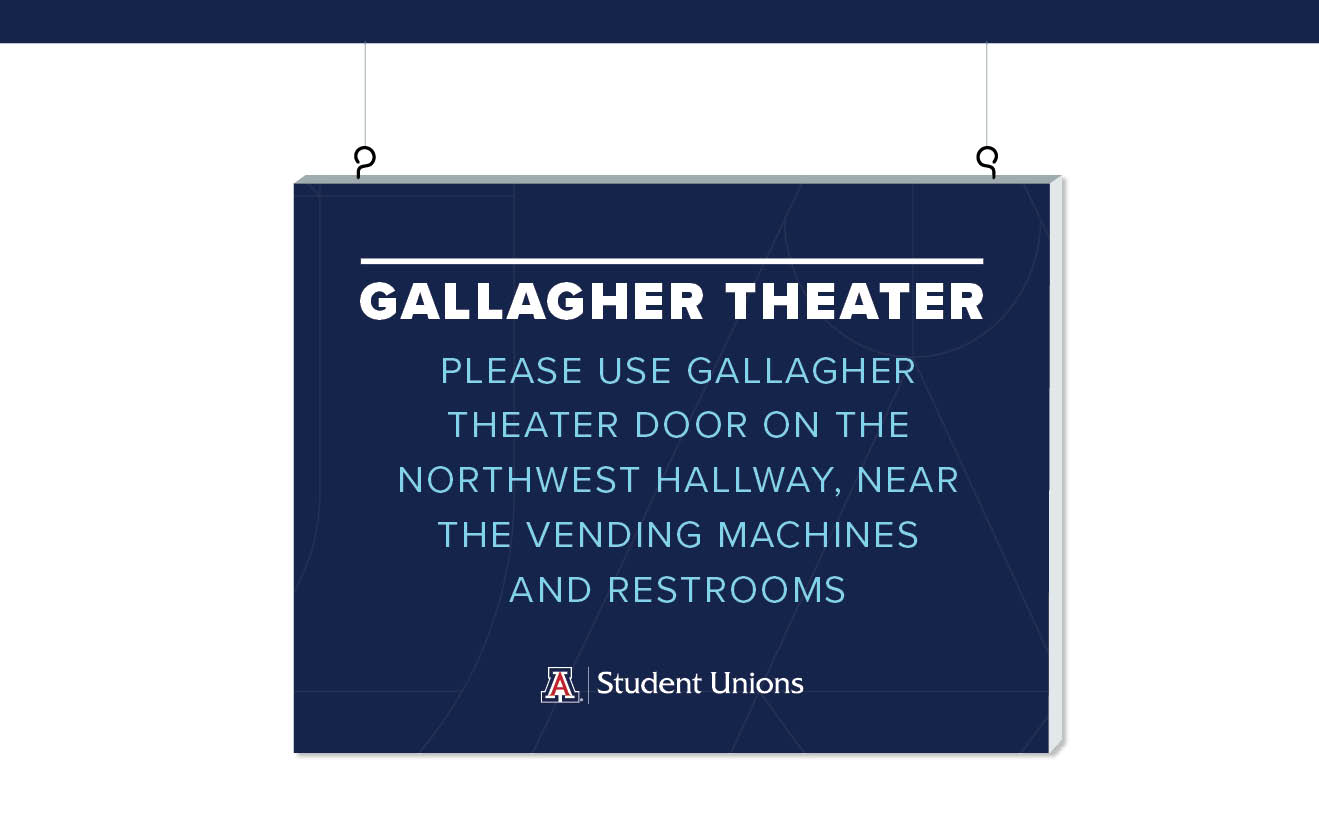 GALLAGHER THEATER
PLEASE USE GALLAGHER
THEATER DOOR ON THE
NORTHWEST HALLWAY, NEAR
THE VENDING MACHINES
AND RESTROOMS
A Student Unions